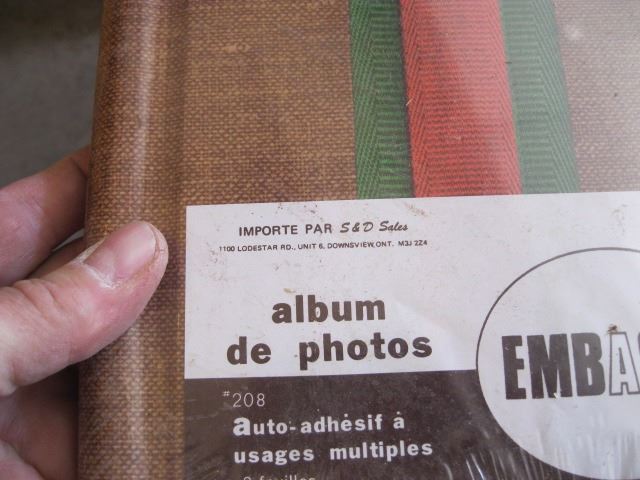 IMPORTE PAR S&D Sales
1100 LODESTAR RD., UNIT 6, DOWNSVIEW, ONT. M3J 2Z4
album
de photos
EMBA
#208
auto-adhésif à
usages multiples